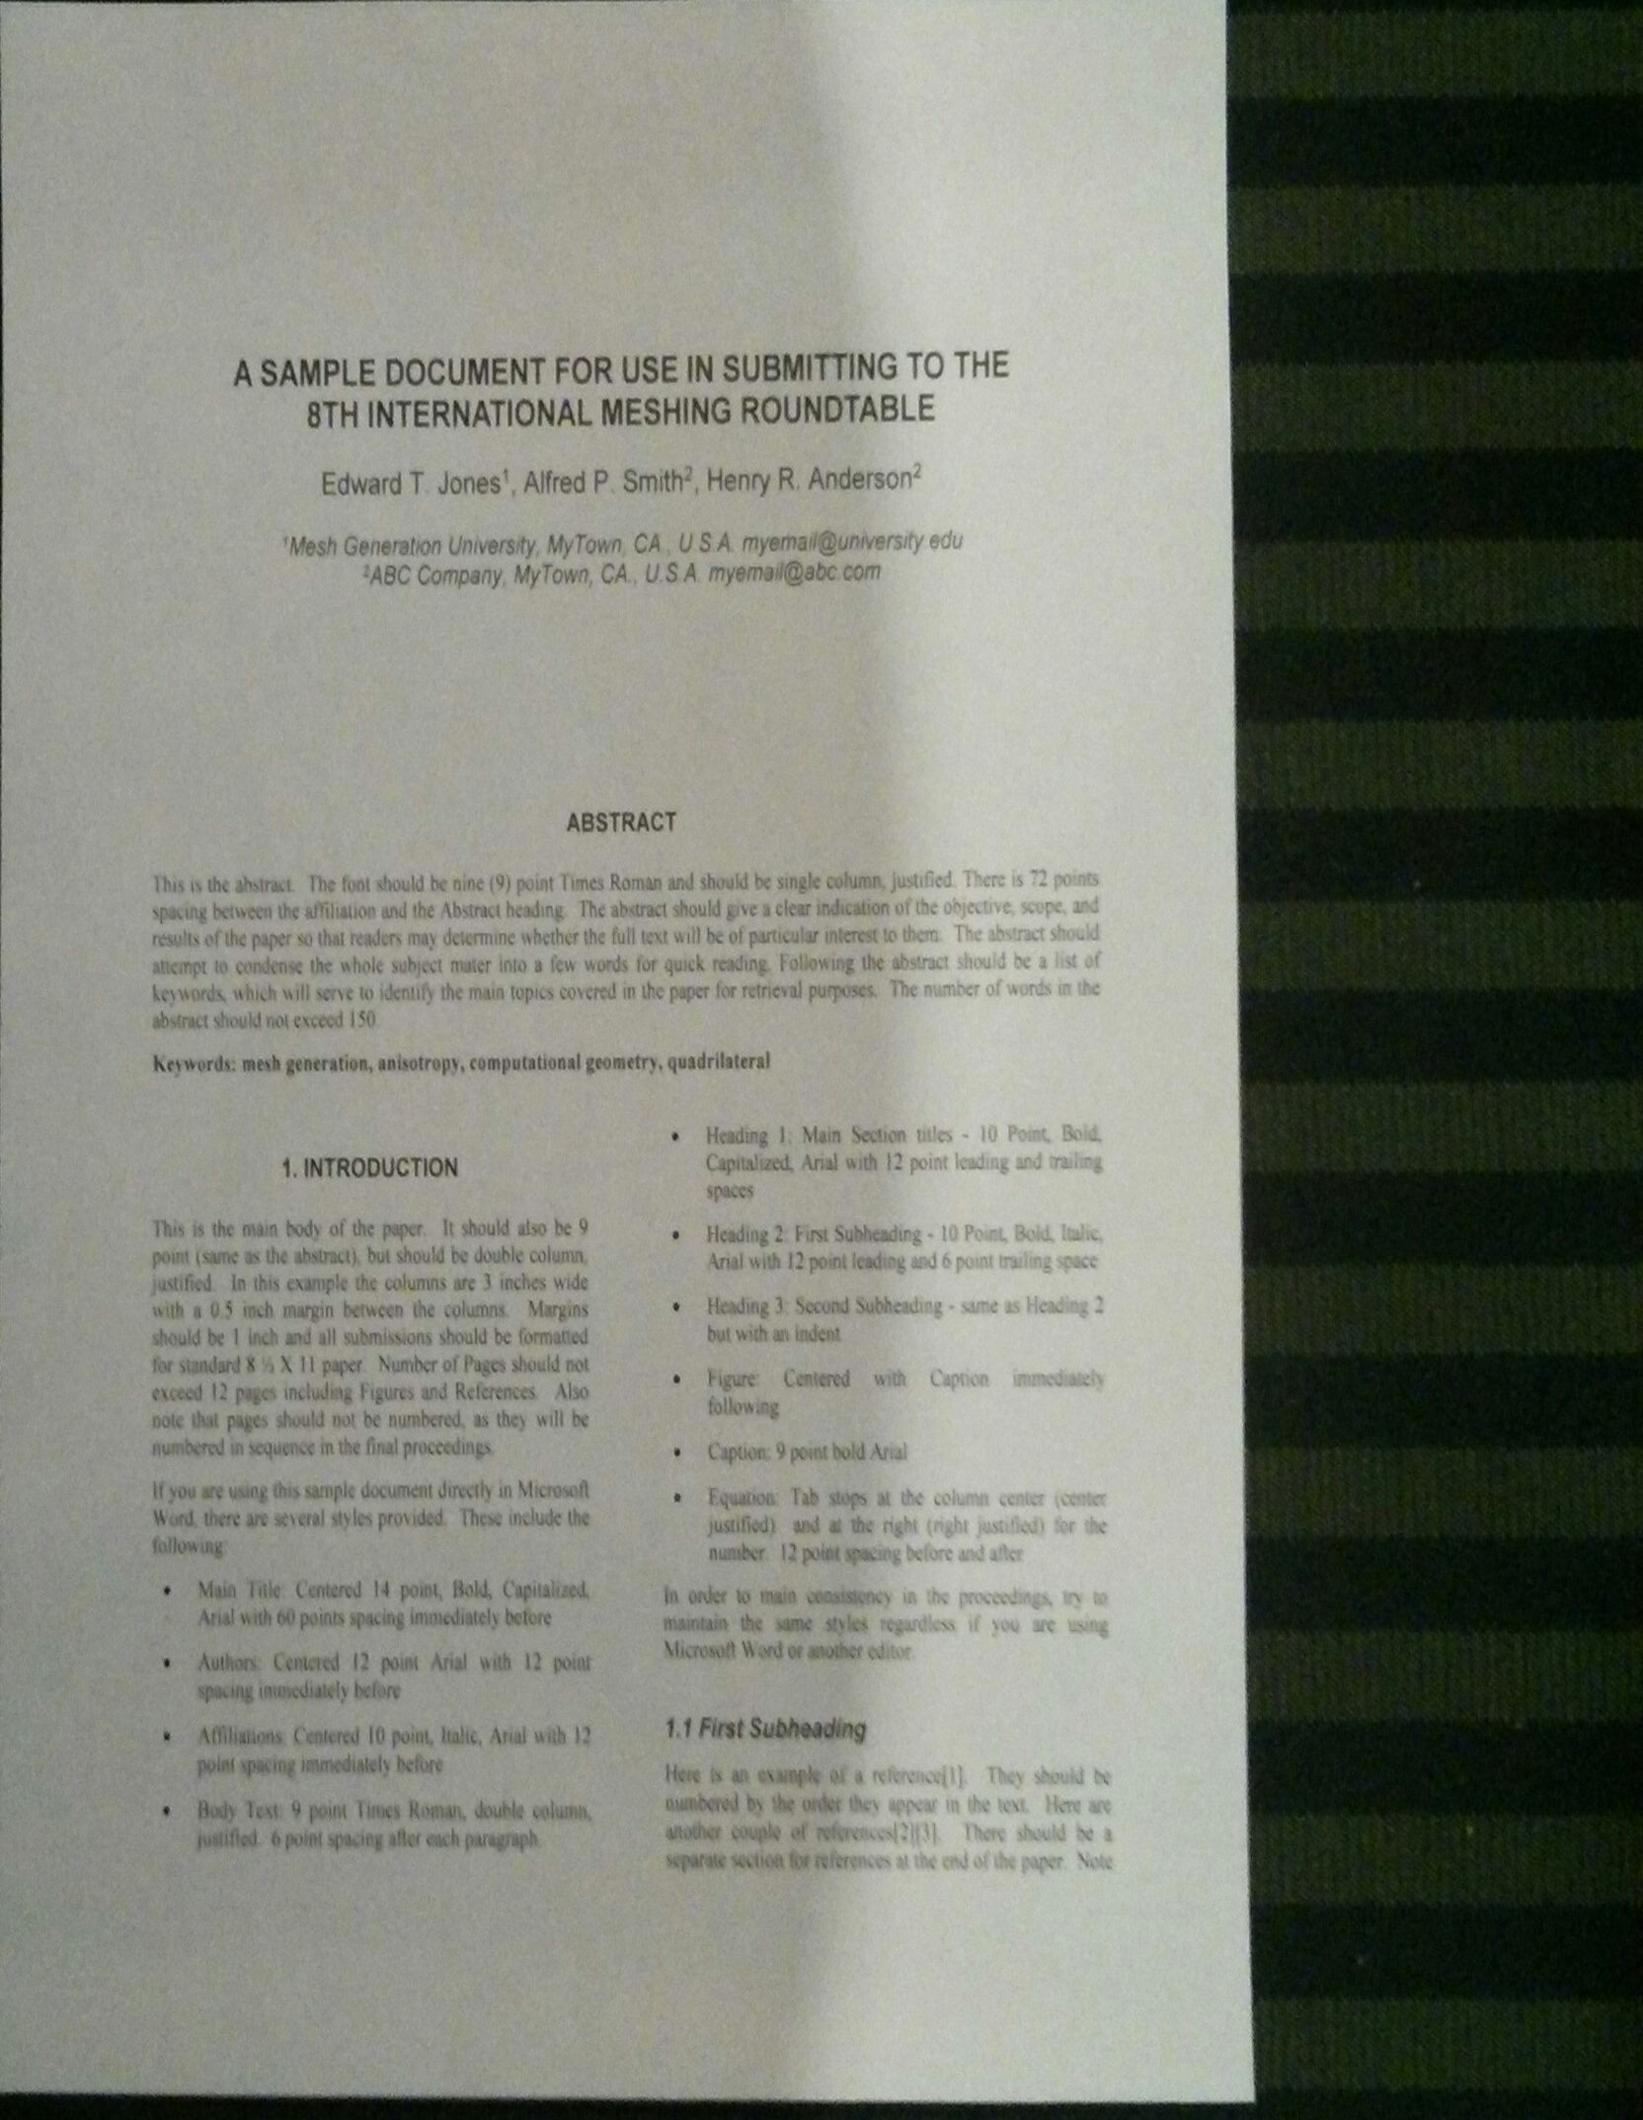 A SAMPLE DOCUMENT FOR USE IN SUBMITTING TO THE
8TH INTERNATIONAL MESHING ROUNDTABLE
Edward T. Jones¹, Alfred P. Smith², Henry R. Anderson²
¹Mesh Generation University, MyTown, CA., U.S.A. myemail@university.edu
²ABC Company, MyTown, CA., U.S.A. myemail@abc.com
ABSTRACT
This is the abstract. The font should be nine (9) point Times Roman and should be single column, justified. There is 72 points
spacing between the affiliation and the Abstract heading. The abstract should give a clear indication of the objective, scope, and
results of the paper so that readers may determine whether the full text will be of particular interest to them. The abstract should
attempt to condense the whole subject mater into a few words for quick reading. Following the abstract should be a list of
keywords, which will serve to identify the main topics covered in the paper for retrieval purposes. The number of words in the
abstract should not exceed 150.
Keywords: mesh generation, anisotropy, computational geometry, quadrilateral
1. INTRODUCTION
This is the main body of the paper. It should also be 9
point (same as the abstract), but should be double column,
justified. In this example the columns are 3 inches wide
with a 0.5 inch margin between the columns. Margins
should be 1 inch and all submissions should be formatted
for standard 8 ½ X 11 paper. Number of Pages should not
exceed 12 pages including Figures and References. Also
note that pages should not be numbered, as they will be
numbered in sequence in the final proceedings.
If you are using this sample document directly in Microsoft
Word, there are several styles provided. These include the
following:
• Main Title: Centered 14 point, Bold, Capitalized,
Arial with 60 points spacing immediately before
• Authors: Centered 12 point Arial with 12 point
spacing immediately before
• Affiliations: Centered 10 point, Italic, Arial with 12
point spacing immediately before
• Body Text: 9 point Times Roman, double column,
justified. 6 point spacing after each paragraph.
• Heading 1: Main Section titles - 10 Point, Bold,
Capitalized, Arial with 12 point leading and trailing
spaces
• Heading 2: First Subheading - 10 Point, Bold, Italic,
Arial with 12 point leading and 6 point trailing space
• Heading 3: Second Subheading - same as Heading 2
but with an indent
• Figure: Centered with Caption immediately
following
• Caption: 9 point bold Arial
• Equation: Tab stops at the column center (center
justified) and at the right (right justified) for the
number. 12 point spacing before and after
In order to main consistency in the proceedings, try to
maintain the same styles regardless if you are using
Microsoft Word or another editor.
1.1 First Subheading
Here is an example of a reference[1]. They should be
numbered by the order they appear in the text. Here are
another couple of references[2][3]. There should be a
separate section for references at the end of the paper. Note